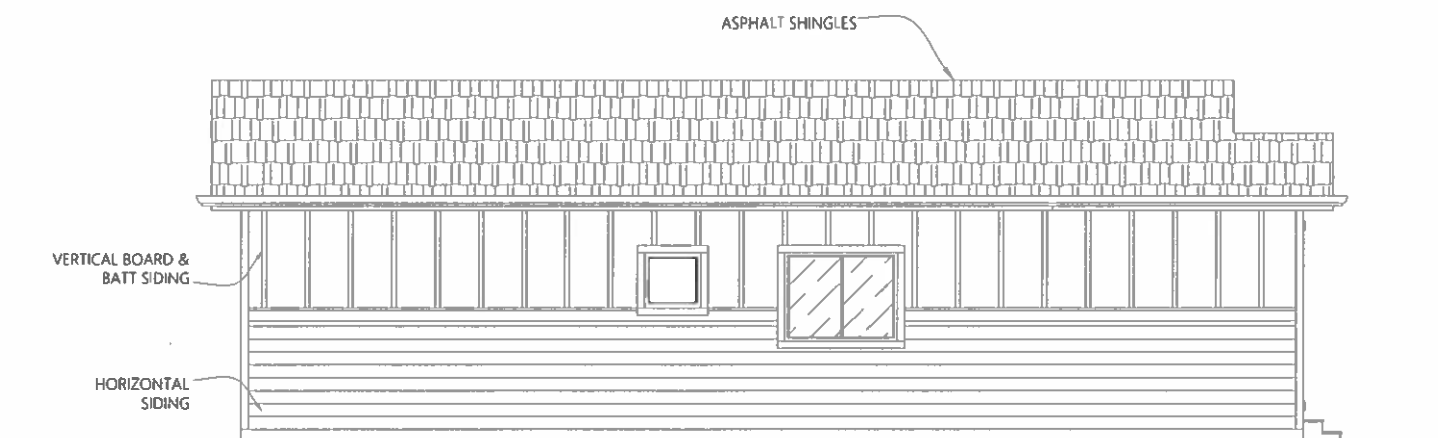 ASPHALT SHINGLES
VERTICAL BOARD &
BATT SIDING
HORIZONTAL
SIDING